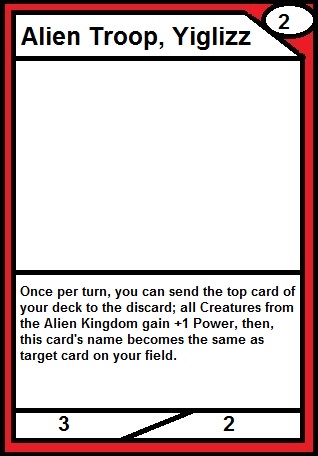 Alien Troop, Yiglizz
2
Once per turn, you can send the top card of
your deck to the discard; all Creatures from
the Alien Kingdom gain +1 Power, then,
this card's name becomes the same as
target card on your field.
3
2